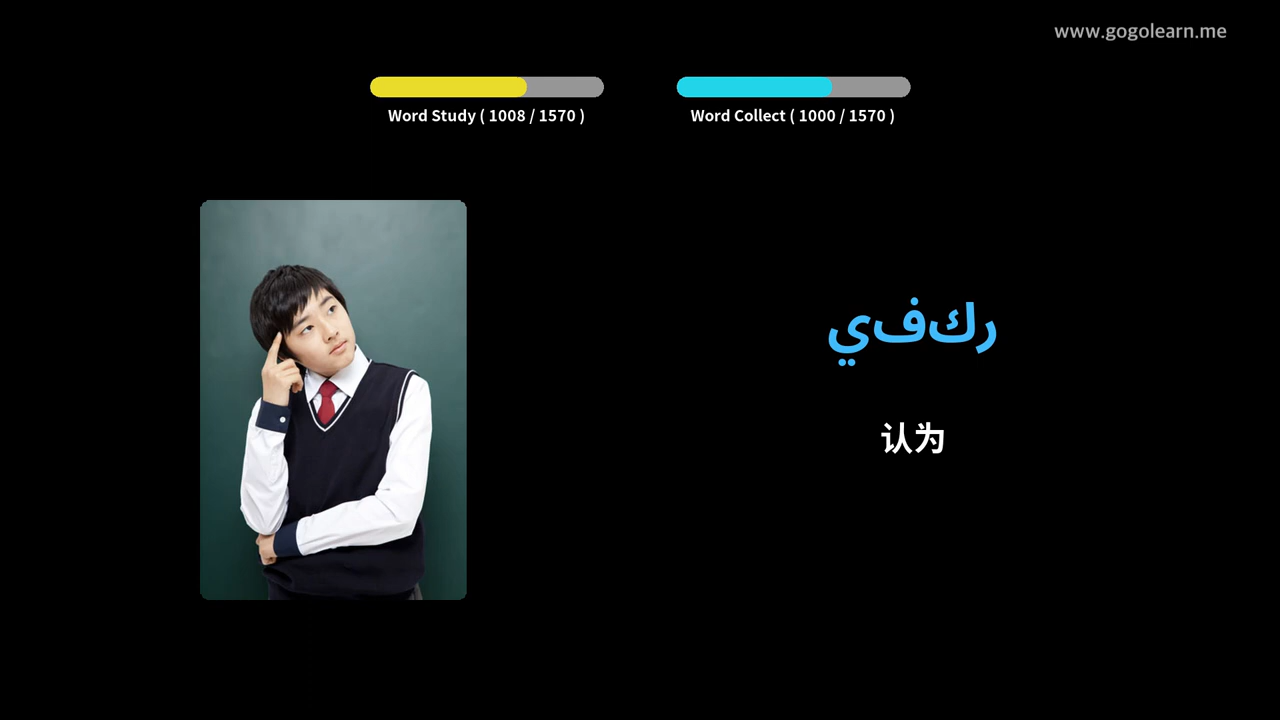 www.gogolearn.me
Word Study ( 1008 / 1570 )
Word Collect ( 1000 / 1570 )
ركفي
认为